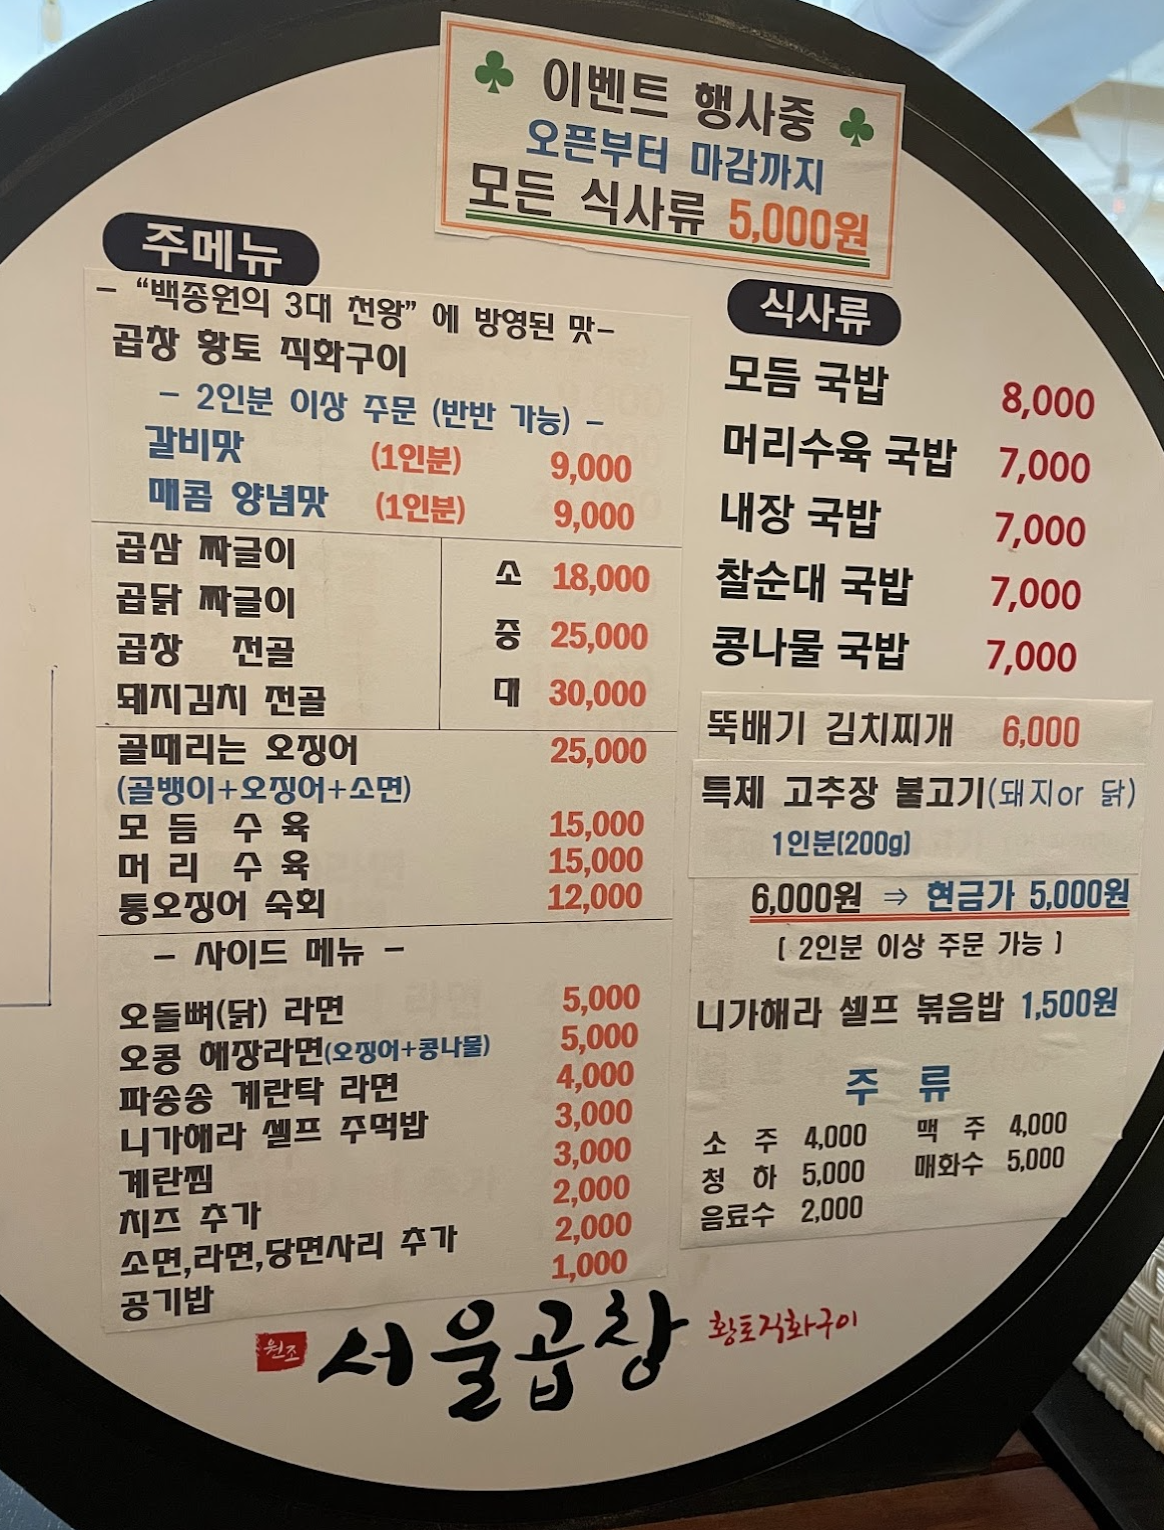 이벤트 행사중
오픈부터 마감까지
모든 식사류 5,000원
주메뉴
- “백종원의 3대 천왕” 에 방영된 맛-
곱창 황토 직화구이
- 2인분 이상 주문 (반반 가능) -
갈비맛 (1인분) 9,000
매콤 양념맛 (1인분) 9,000
곱삼 짜글이
곱닭 짜글이
곱창 전골
돼지김치 전골
소 18,000
중 25,000
대 30,000
골때리는 오징어 25,000
(골뱅이+오징어+소면)
모 듬 수 육 15,000
머 리 수 육 15,000
통오징어 숙회 12,000
- 사이드 메뉴 -
오돌뼈(닭) 라면 5,000
오콩 해장라면(오징어+콩나물) 5,000
파송송 계란탁 라면 4,000
니가해라 셀프 주먹밥 3,000
계란찜 3,000
치즈 추가 2,000
소면,라면,당면사리 추가 2,000
공기밥 1,000
식사류
모듬 국밥 8,000
머리수육 국밥 7,000
내장 국밥 7,000
찰순대 국밥 7,000
콩나물 국밥 7,000
뚝배기 김치찌개 6,000
특제 고추장 불고기(돼지or 닭)
1인분(200g)
6,000원 ⇒ 현금가 5,000원
( 2인분 이상 주문 가능 )
니가해라 셀프 볶음밥 1,500원
주 류
소 주 4,000 맥 주 4,000
청 하 5,000 매화수 5,000
음료수 2,000
원조 서울곱창 황토직화구이